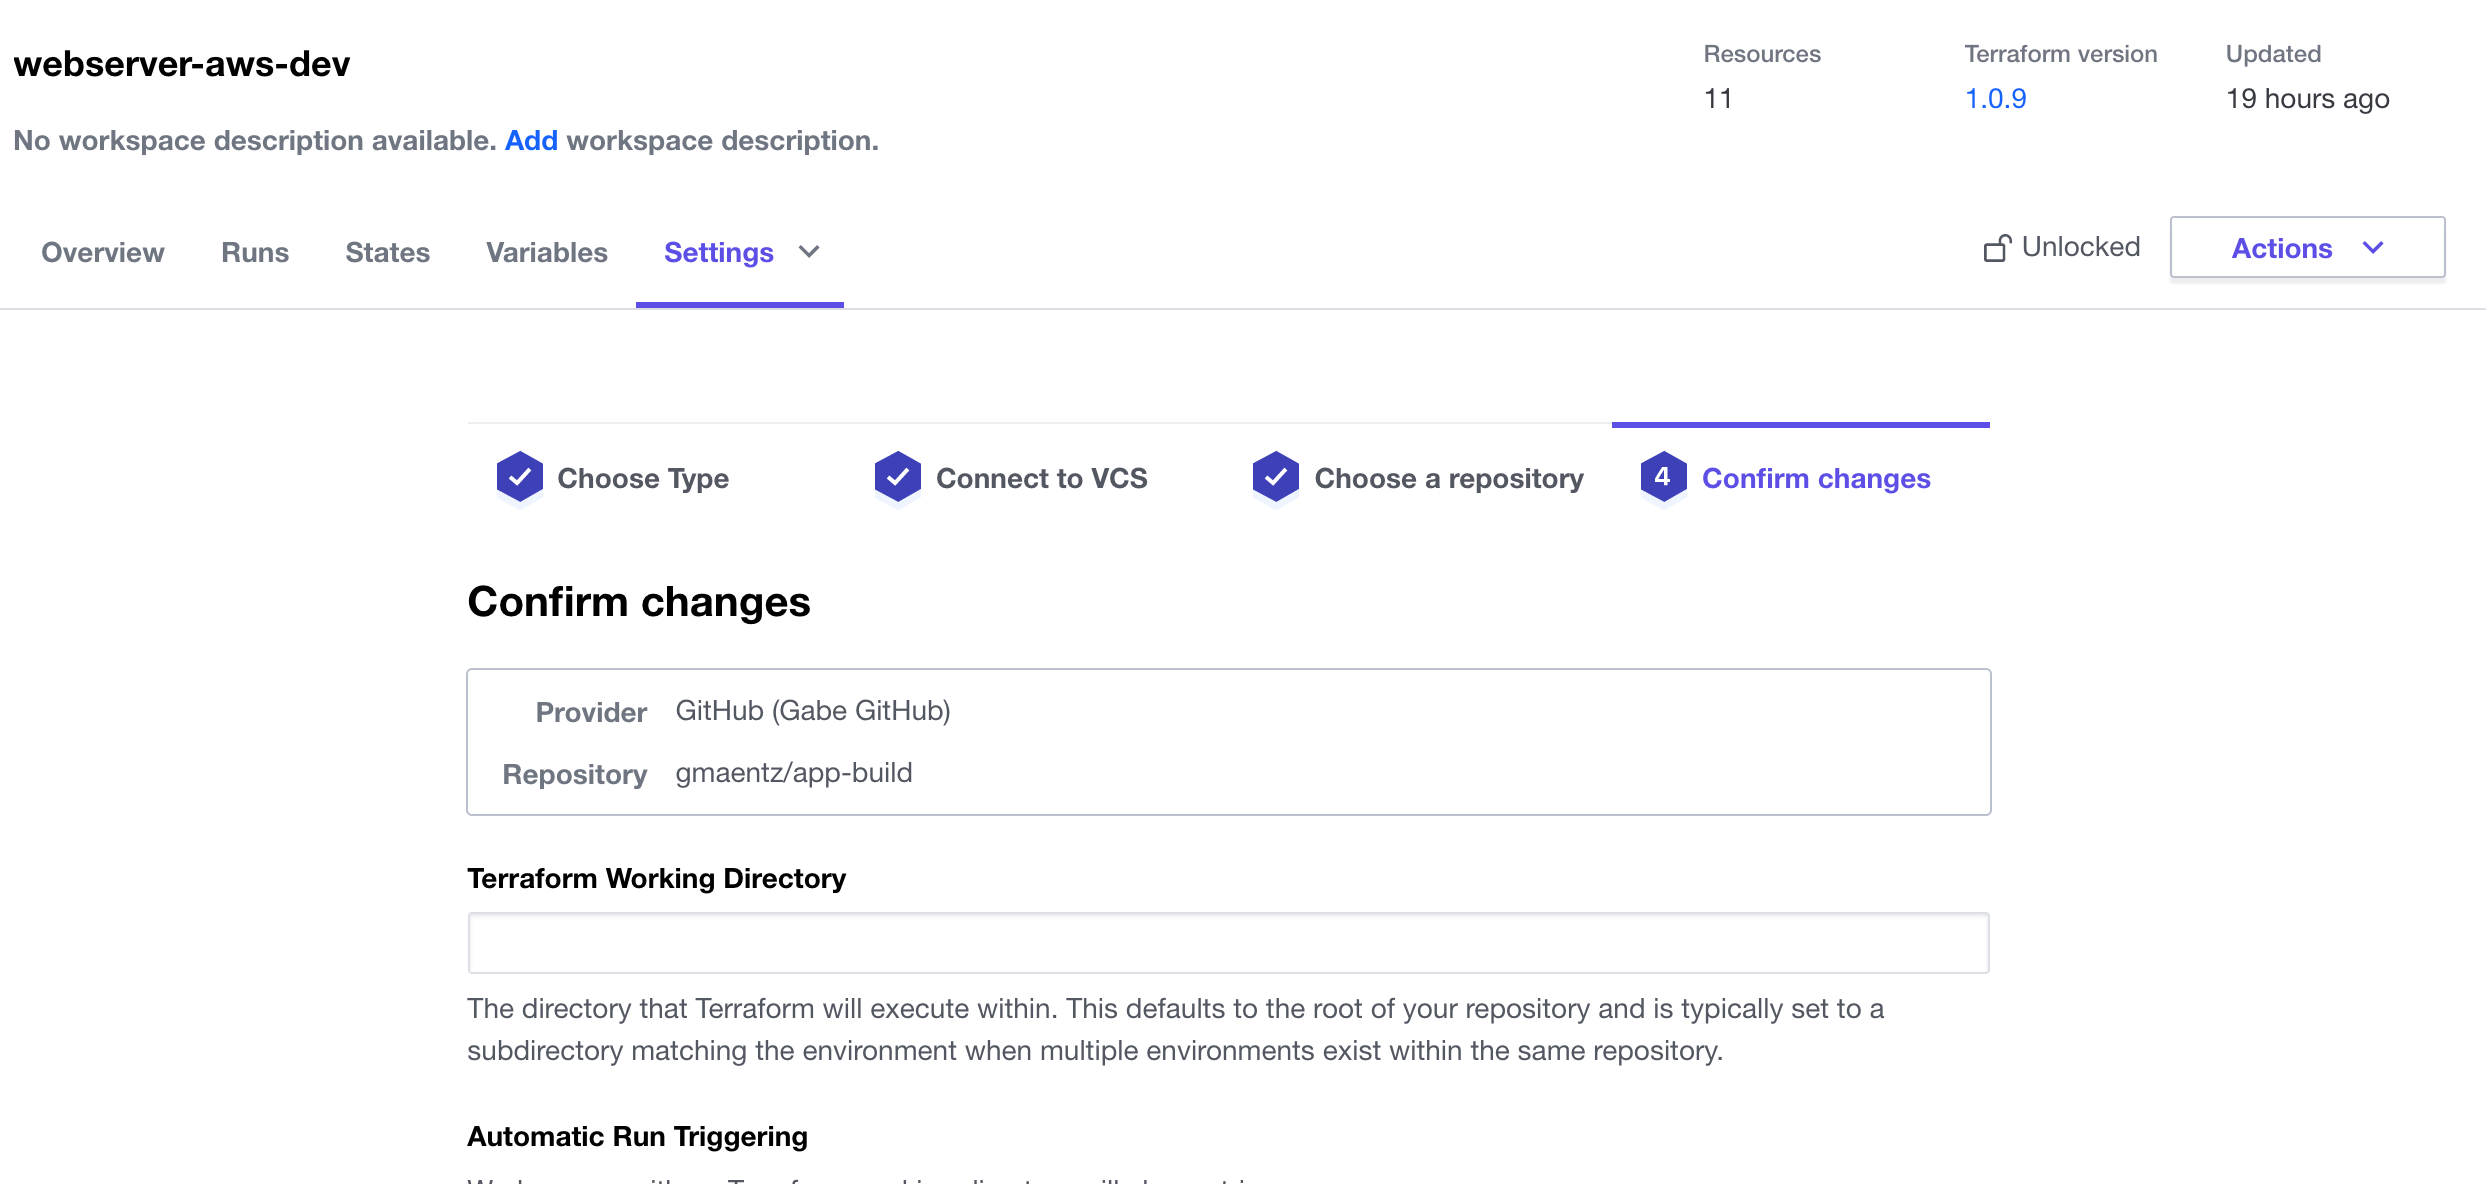 webserver-aws-dev
Resources
11
Terraform version
1.0.9
Updated
19 hours ago
No workspace description available. Add workspace description.
Overview
Runs
States
Variables
Settings
Unlocked
Actions
Choose Type
Connect to VCS
Choose a repository
4 Confirm changes
Confirm changes
Provider GitHub (Gabe GitHub)
Repository gmaentz/app-build
Terraform Working Directory
The directory that Terraform will execute within. This defaults to the root of your repository and is typically set to a
subdirectory matching the environment when multiple environments exist within the same repository.
Automatic Run Triggering